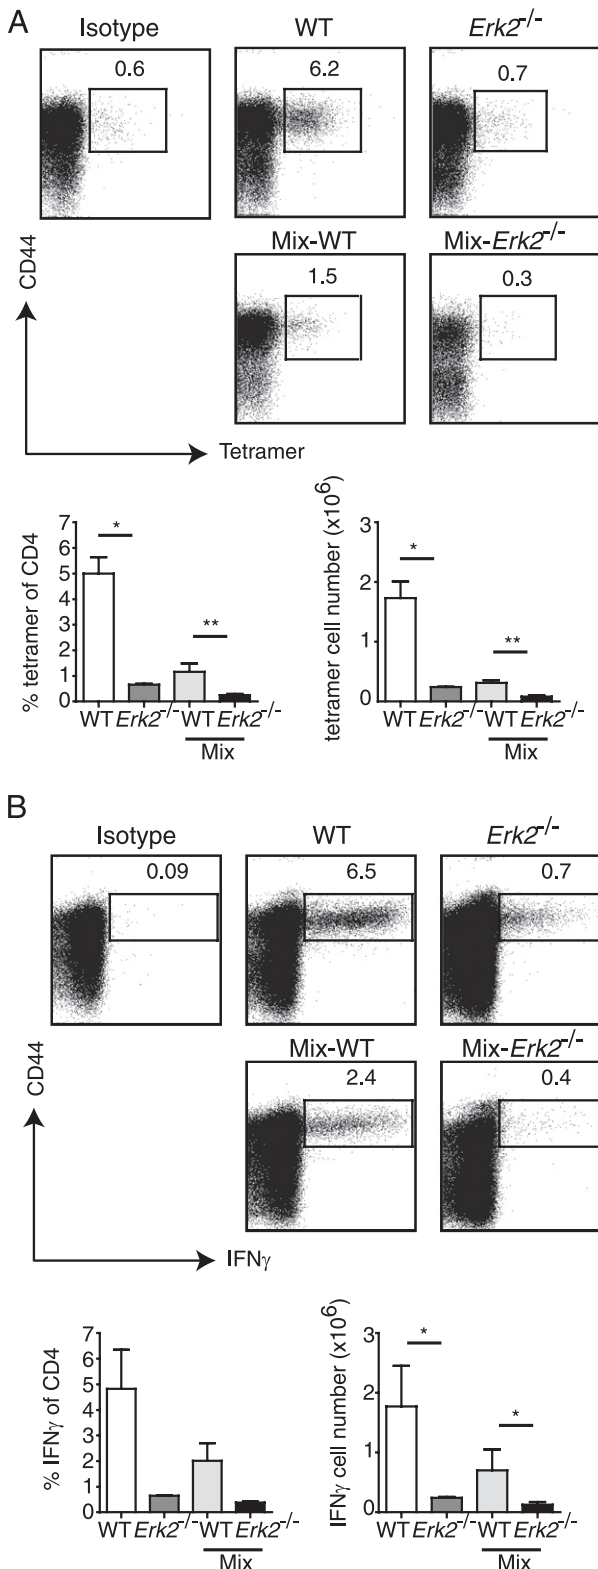 A
Isotype WT Erk2-/-
0.6 6.2 0.7
Mix-WT Mix-Erk2-/-
1.5 0.3
CD44
Tetramer
% tetramer of CD4
7
6
5
4
3
2
1
0
*
**
WT Erk2-/- WT Erk2-/-
Mix
tetramer cell number (x10^6)
3
2
1
0
*
**
WT Erk2-/- WT Erk2-/-
Mix
B
Isotype WT Erk2-/-
0.09 6.5 0.7
Mix-WT Mix-Erk2-/-
2.4 0.4
CD44
IFNγ
% IFNγ of CD4
7
6
5
4
3
2
1
0
WT Erk2-/- WT Erk2-/-
Mix
IFNγ cell number (x10^6)
3
2
1
0
*
*
WT Erk2-/- WT Erk2-/-
Mix